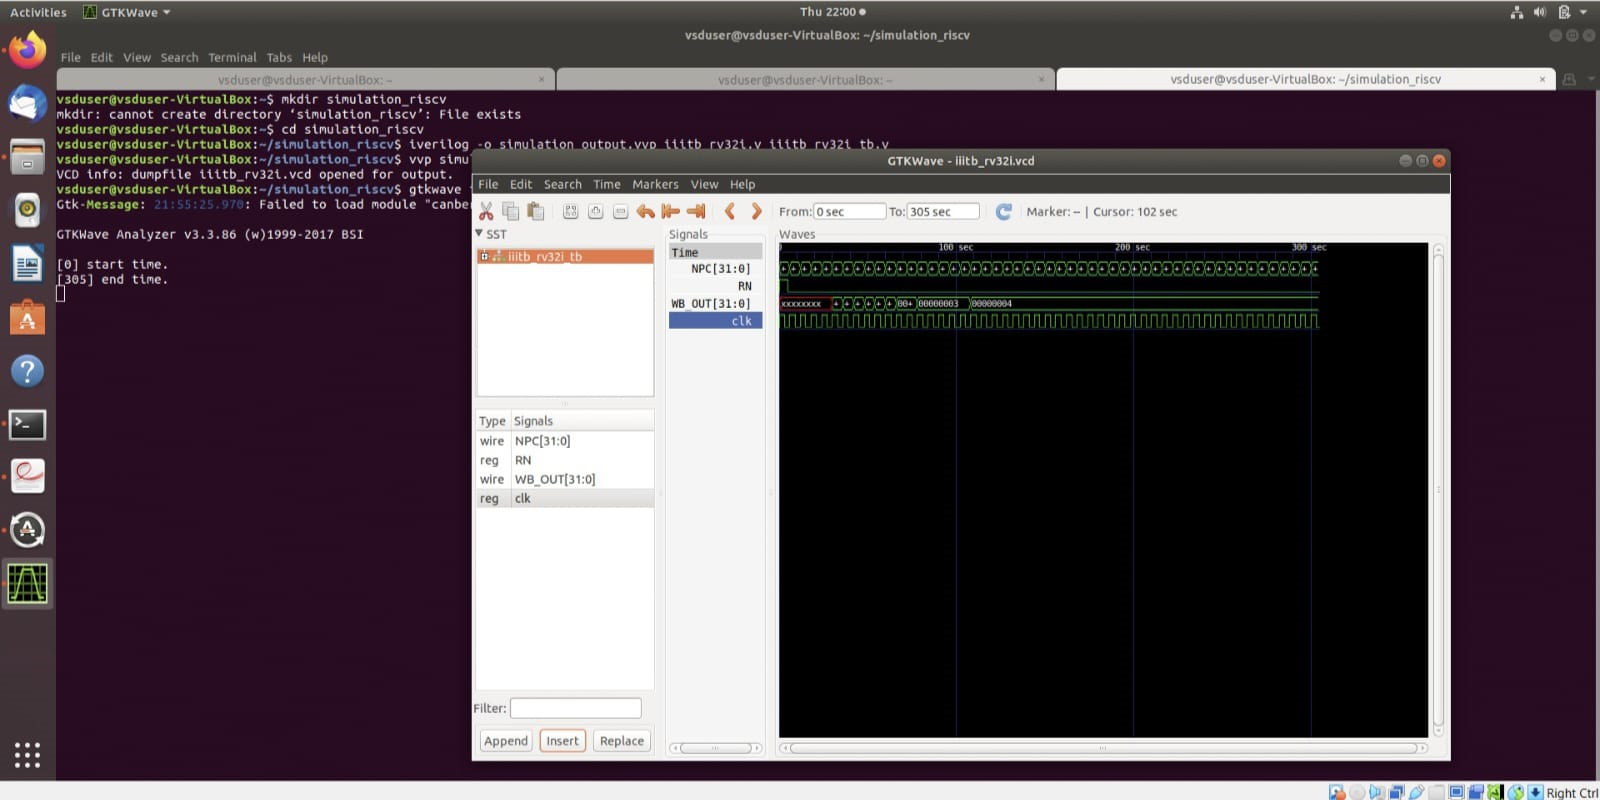 Activities GTKWave Thu 22:00
vsduser@vsduser-VirtualBox: ~/simulation_riscv
File Edit View Search Terminal Tabs Help
vsduser@vsduser-VirtualBox: ~ × vsduser@vsduser-VirtualBox: ~ × vsduser@vsduser-VirtualBox: ~/simulation_riscv ×
vsduser@vsduser-VirtualBox:~$ mkdir simulation_riscv
mkdir: cannot create directory ‘simulation_riscv’: File exists
vsduser@vsduser-VirtualBox:~$ cd simulation_riscv
vsduser@vsduser-VirtualBox:~/simulation_riscv$ iverilog -o simulation_output.vvp iiitb_rv32i.v iiitb_rv32i_tb.v
vsduser@vsduser-VirtualBox:~/simulation_riscv$ vvp simu
VCD info: dumpfile iiitb_rv32i.vcd opened for output.
vsduser@vsduser-VirtualBox:~/simulation_riscv$ gtkwave
Gtk-Message: 21:55:25.970: Failed to load module "canber
GTKWave Analyzer v3.3.86 (w)1999-2017 BSI
[0] start time.
[305] end time.
GTKWave - iiitb_rv32i.vcd
File Edit Search Time Markers View Help
From: 0 sec To: 305 sec Marker: -- | Cursor: 102 sec
SST
iiitb_rv32i_tb
Type Signals
wire NPC[31:0]
reg RN
wire WB_OUT[31:0]
reg clk
Filter:
Append Insert Replace
Signals
Time
NPC[31:0]
RN
WB_OUT[31:0]
clk
Waves
100 sec 200 sec 300 sec
+ + + + + + + + + + + + + + + + + + + + + + + + + + + + + + + + + + + + + + + + + + + + + + + + + + +
xxxxxxxx + + + + + + 00+ 00000003 00000004
Right Ctrl